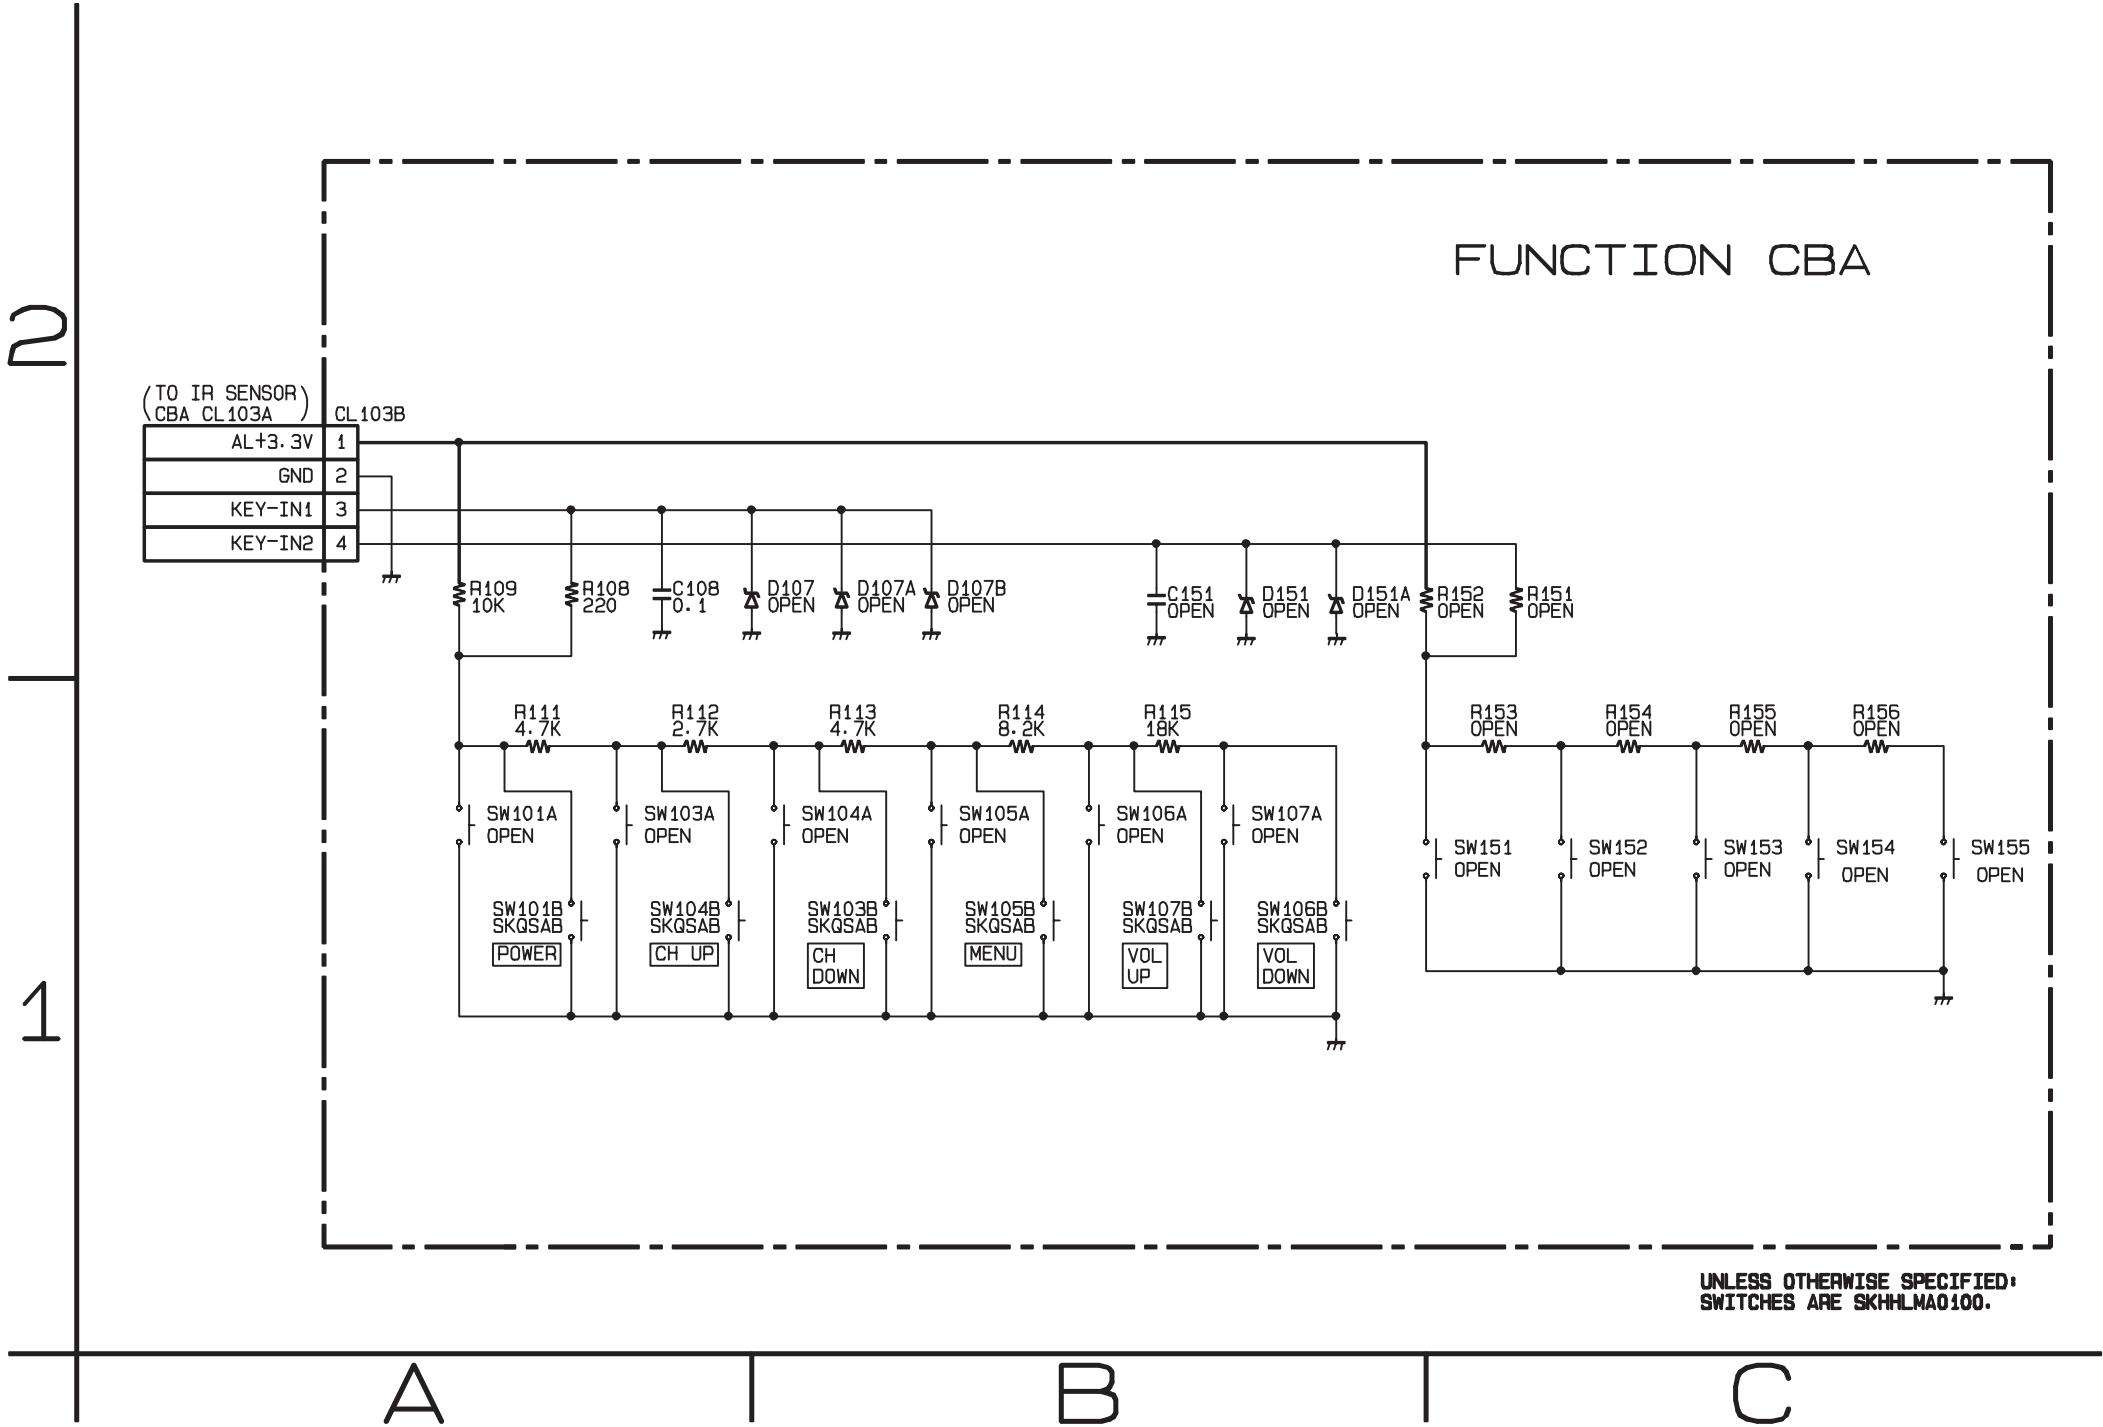 FUNCTION CBA
2
(TO IR SENSOR
CBA CL103A)
CL103B
AL+3.3V 1
GND 2
KEY-IN1 3
KEY-IN2 4
R109
10K
R108
220
C108
0.1
D107
OPEN
D107A
OPEN
D107B
OPEN
C151
OPEN
D151
OPEN
D151A
OPEN
R152
OPEN
R151
OPEN
R111
4.7K
R112
2.7K
R113
4.7K
R114
8.2K
R115
18K
R153
OPEN
R154
OPEN
R155
OPEN
R156
OPEN
SW101A
OPEN
SW103A
OPEN
SW104A
OPEN
SW105A
OPEN
SW106A
OPEN
SW107A
OPEN
SW151
OPEN
SW152
OPEN
SW153
OPEN
SW154
OPEN
SW155
OPEN
SW101B
SKQSAB
POWER
SW104B
SKQSAB
CH UP
SW103B
SKQSAB
CH
DOWN
SW105B
SKQSAB
MENU
SW107B
SKQSAB
VOL
UP
SW106B
SKQSAB
VOL
DOWN
1
UNLESS OTHERWISE SPECIFIED:
SWITCHES ARE SKHHLMA0100.
A
B
C